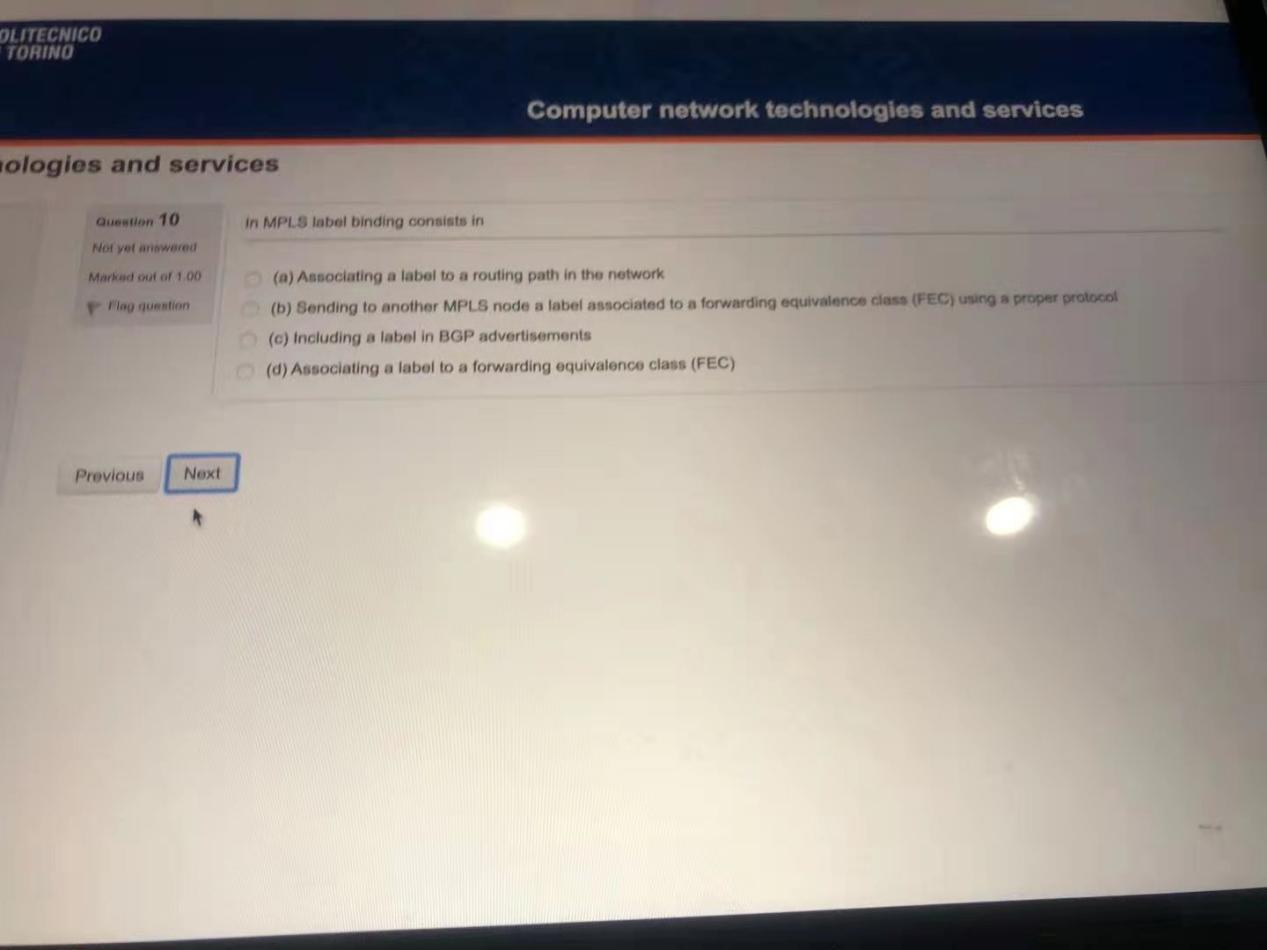 OLITECNICO
TORINO
Computer network technologies and services
ologies and services
Question 10
Not yet answered
Marked out of 1.00
Flag question
In MPLS label binding consists in
(a) Associating a label to a routing path in the network
(b) Sending to another MPLS node a label associated to a forwarding equivalence class (FEC) using a proper protocol
(c) Including a label in BGP advertisements
(d) Associating a label to a forwarding equivalence class (FEC)
Previous
Next